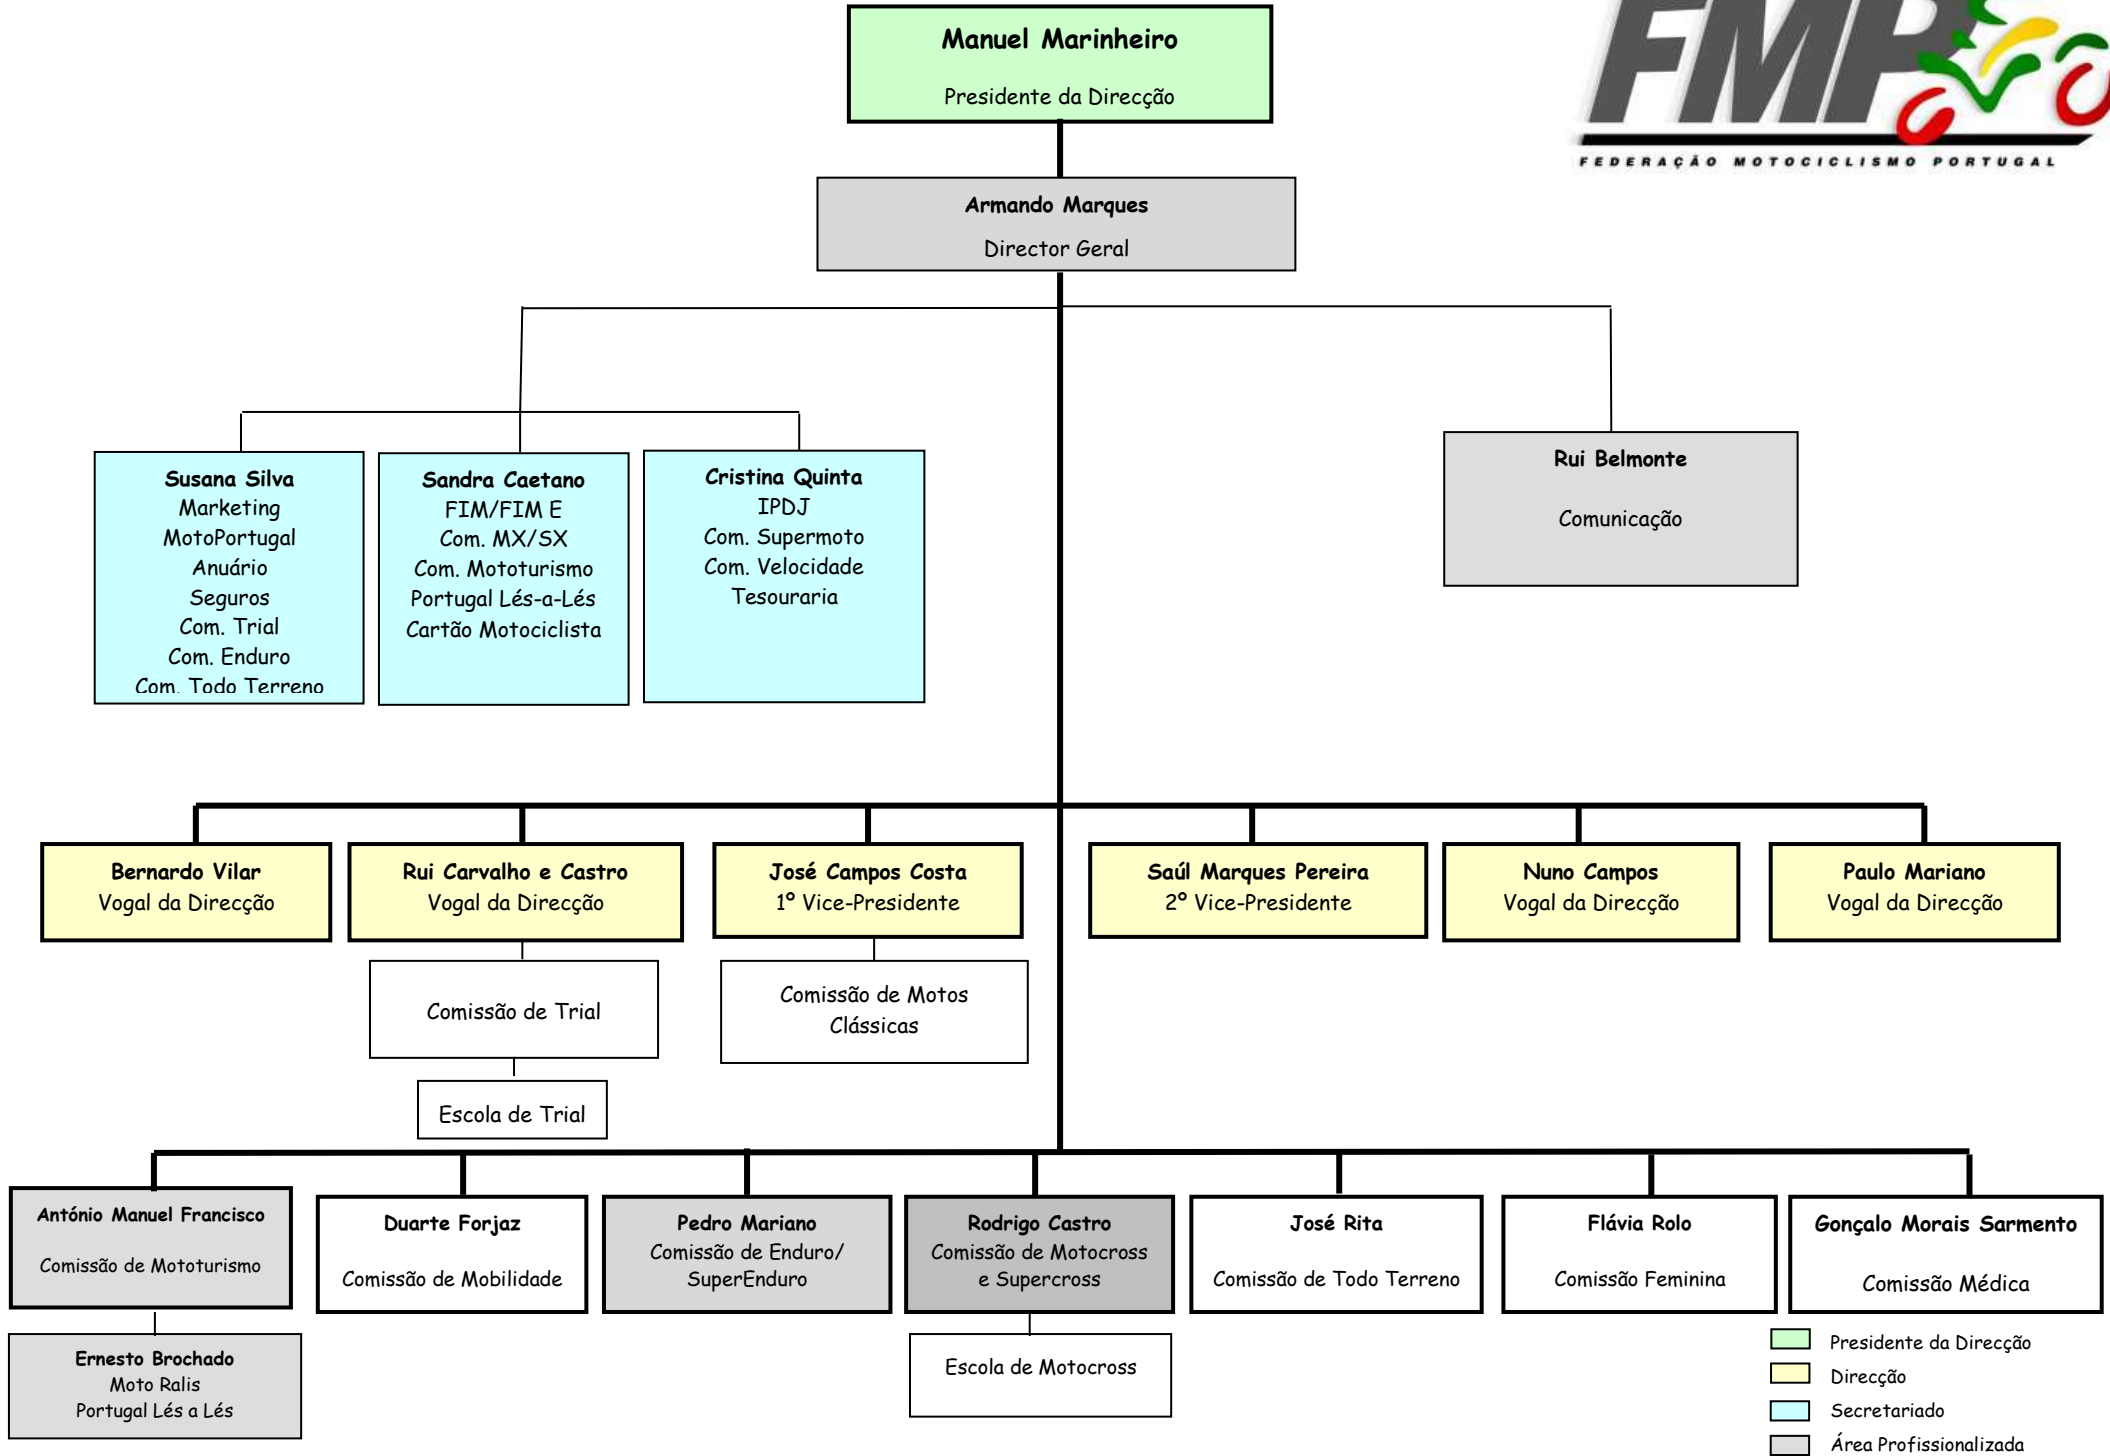 Manuel Marinheiro
Presidente da Direcção
FMP
FEDERAÇÃO MOTOCICLISMO PORTUGAL
Armando Marques
Director Geral
Susana Silva
Marketing
MotoPortugal
Anuário
Seguros
Com. Trial
Com. Enduro
Com. Todo Terreno
Sandra Caetano
FIM/FIM E
Com. MX/SX
Com. Mototurismo
Portugal Lés-a-Lés
Cartão Motociclista
Cristina Quinta
IPDJ
Com. Supermoto
Com. Velocidade
Tesouraria
Rui Belmonte
Comunicação
Bernardo Vilar
Vogal da Direcção
Rui Carvalho e Castro
Vogal da Direcção
José Campos Costa
1º Vice-Presidente
Saúl Marques Pereira
2º Vice-Presidente
Nuno Campos
Vogal da Direcção
Paulo Mariano
Vogal da Direcção
Comissão de Trial
Comissão de Motos
Clássicas
Escola de Trial
António Manuel Francisco
Comissão de Mototurismo
Duarte Forjaz
Comissão de Mobilidade
Pedro Mariano
Comissão de Enduro/
SuperEnduro
Rodrigo Castro
Comissão de Motocross
e Supercross
José Rita
Comissão de Todo Terreno
Flávia Rolo
Comissão Feminina
Gonçalo Morais Sarmento
Comissão Médica
Ernesto Brochado
Moto Ralis
Portugal Lés a Lés
Escola de Motocross
Presidente da Direcção
Direcção
Secretariado
Área Profissionalizada